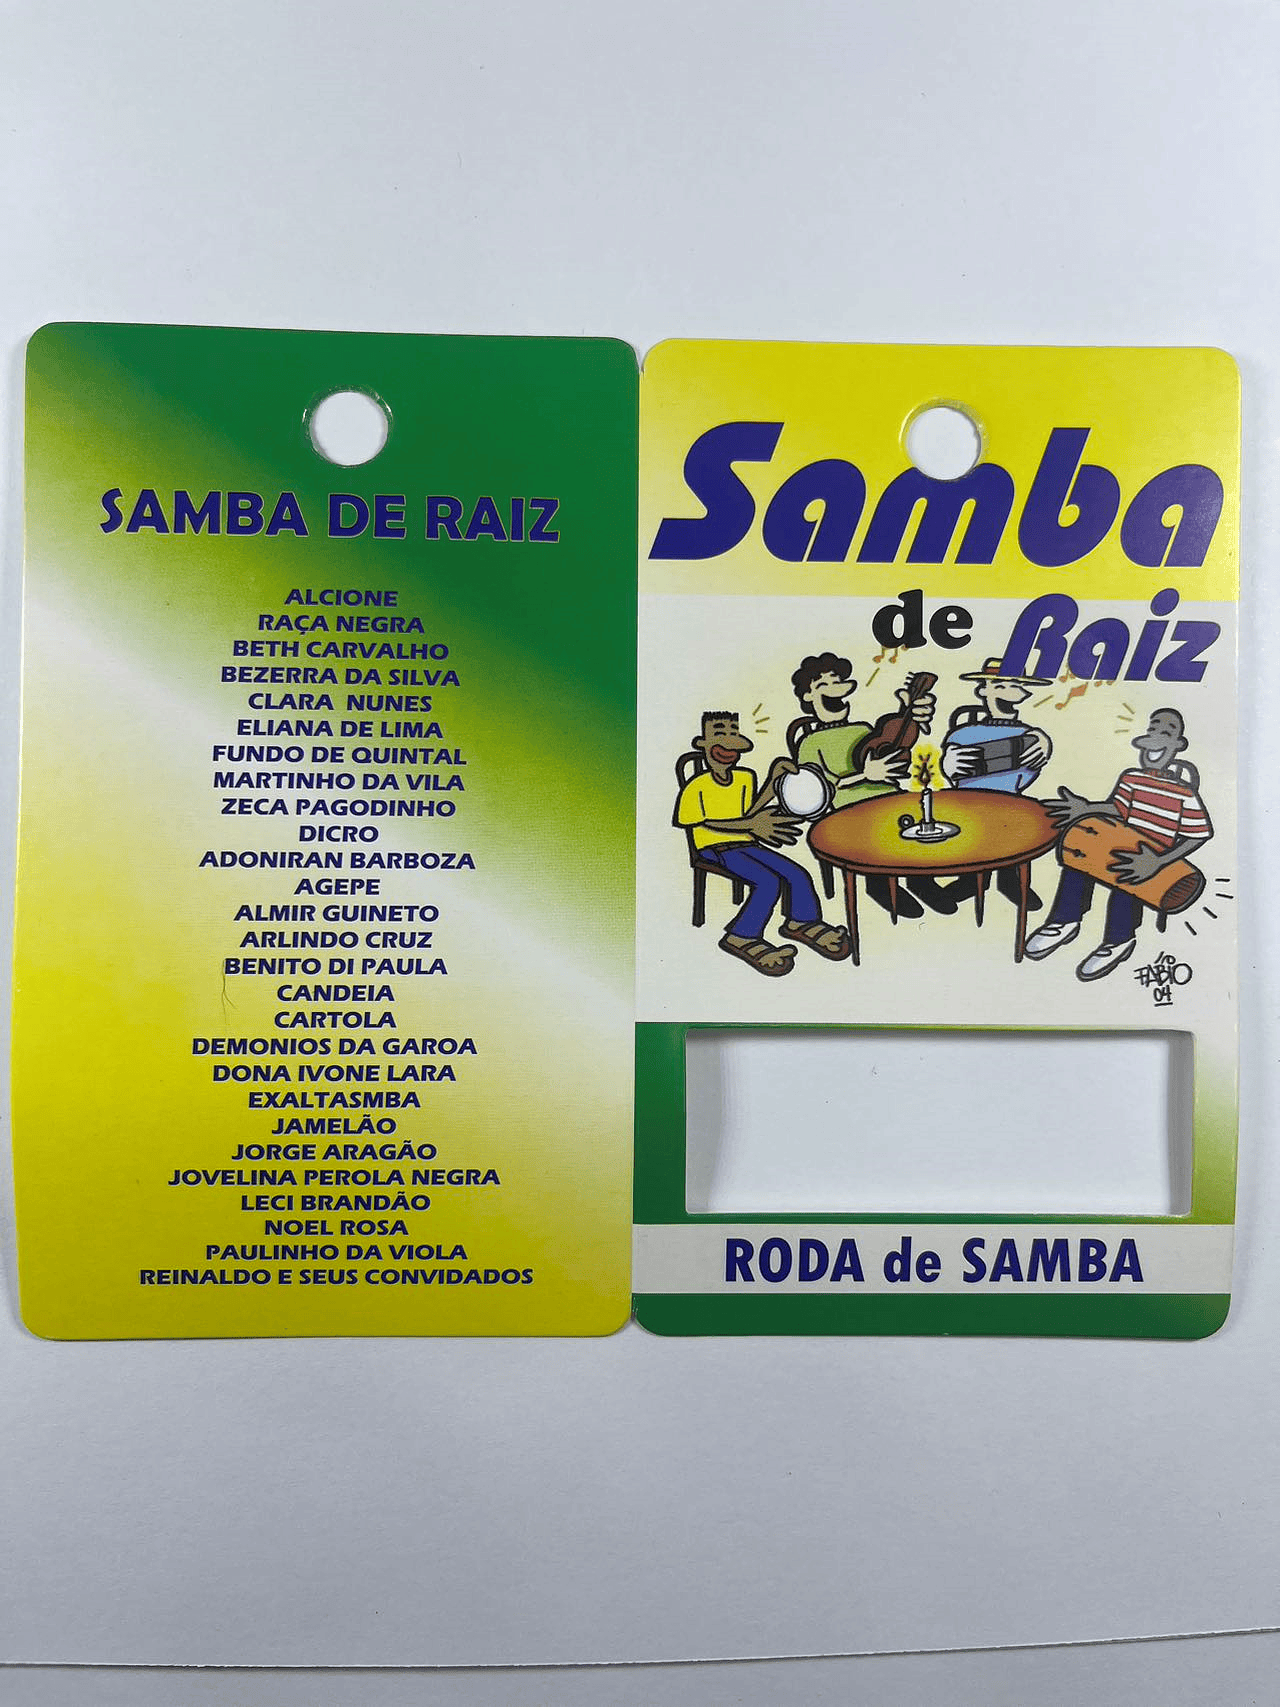 SAMBA DE RAIZ
ALCIONE
RAÇA NEGRA
BETH CARVALHO
BEZERRA DA SILVA
CLARA NUNES
ELIANA DE LIMA
FUNDO DE QUINTAL
MARTINHO DA VILA
ZECA PAGODINHO
DICRO
ADONIRAN BARBOZA
AGEPE
ALMIR GUINETO
ARLINDO CRUZ
BENITO DI PAULA
CANDEIA
CARTOLA
DEMONIOS DA GAROA
DONA IVONE LARA
EXALTASMBA
JAMELÃO
JORGE ARAGÃO
JOVELINA PEROLA NEGRA
LECI BRANDÃO
NOEL ROSA
PAULINHO DA VIOLA
REINALDO E SEUS CONVIDADOS
Samba
de Raiz
FÁBIO
04
RODA de SAMBA